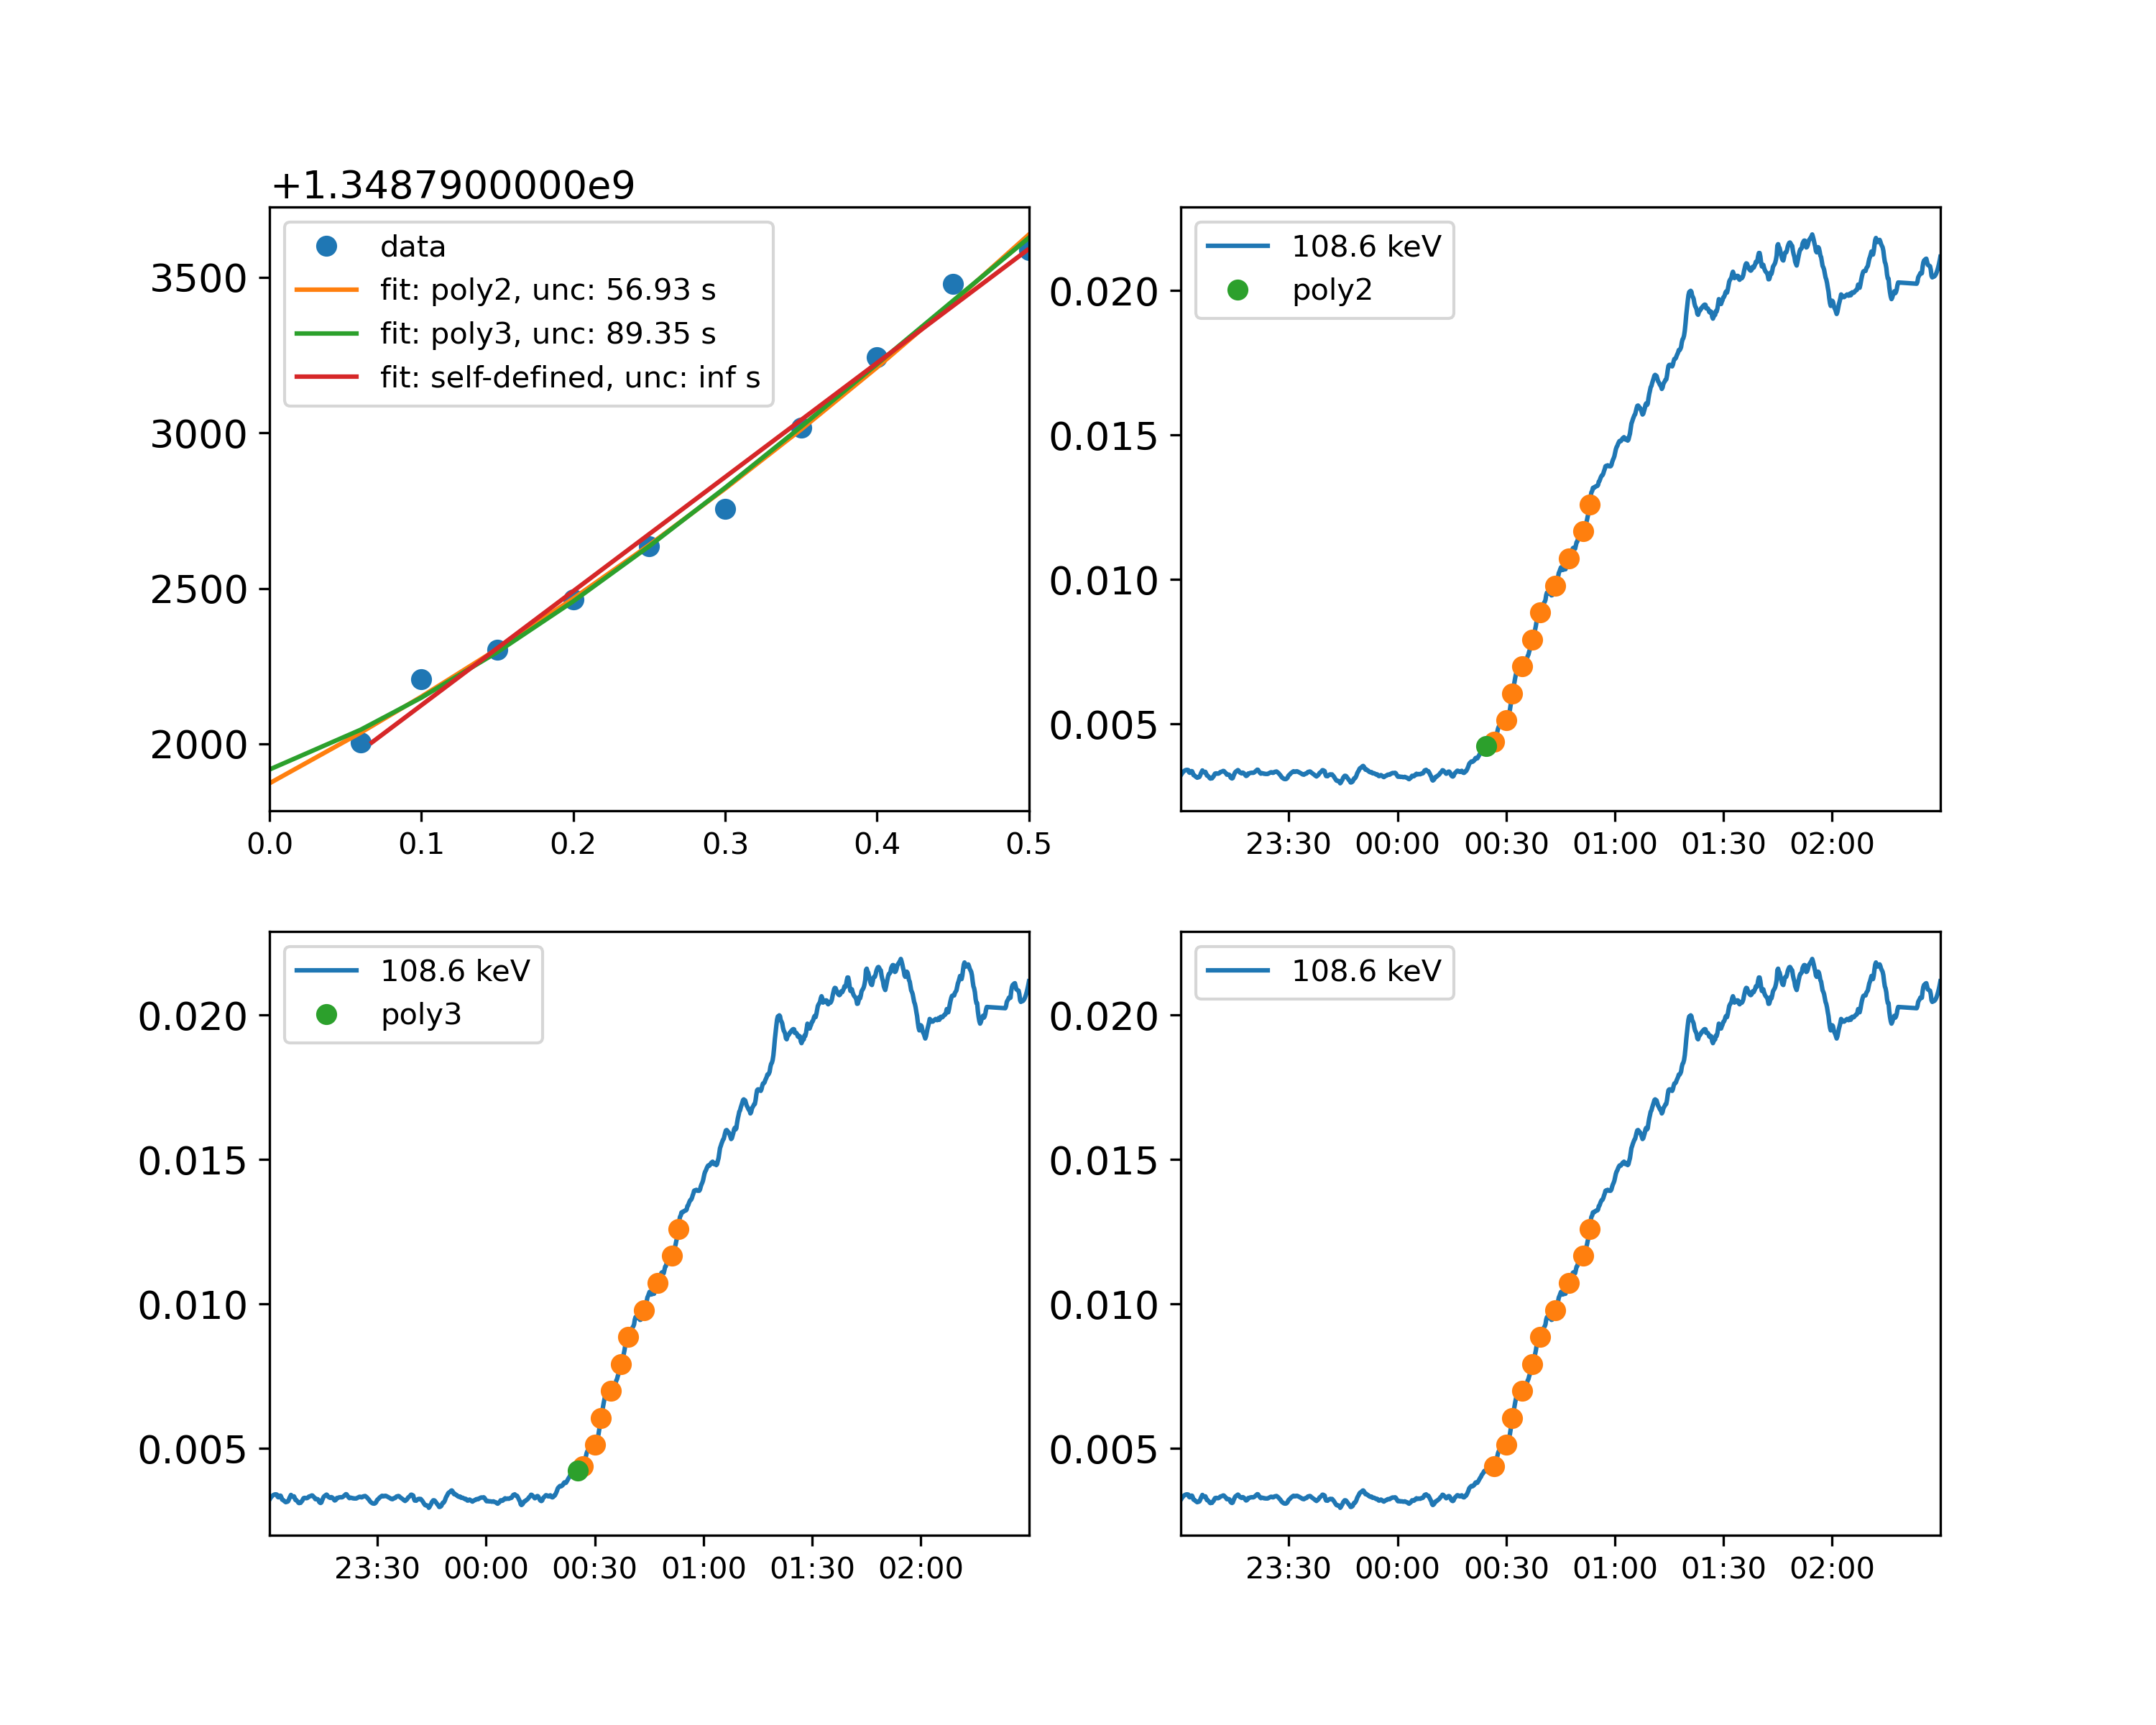 +1.3487900000e9
data
fit: poly2, unc: 56.93 s
fit: poly3, unc: 89.35 s
fit: self-defined, unc: inf s
3500
3000
2500
2000
0.0 0.1 0.2 0.3 0.4 0.5
108.6 keV
poly2
0.020
0.015
0.010
0.005
23:30 00:00 00:30 01:00 01:30 02:00
108.6 keV
poly3
0.020
0.015
0.010
0.005
23:30 00:00 00:30 01:00 01:30 02:00
108.6 keV
0.020
0.015
0.010
0.005
23:30 00:00 00:30 01:00 01:30 02:00